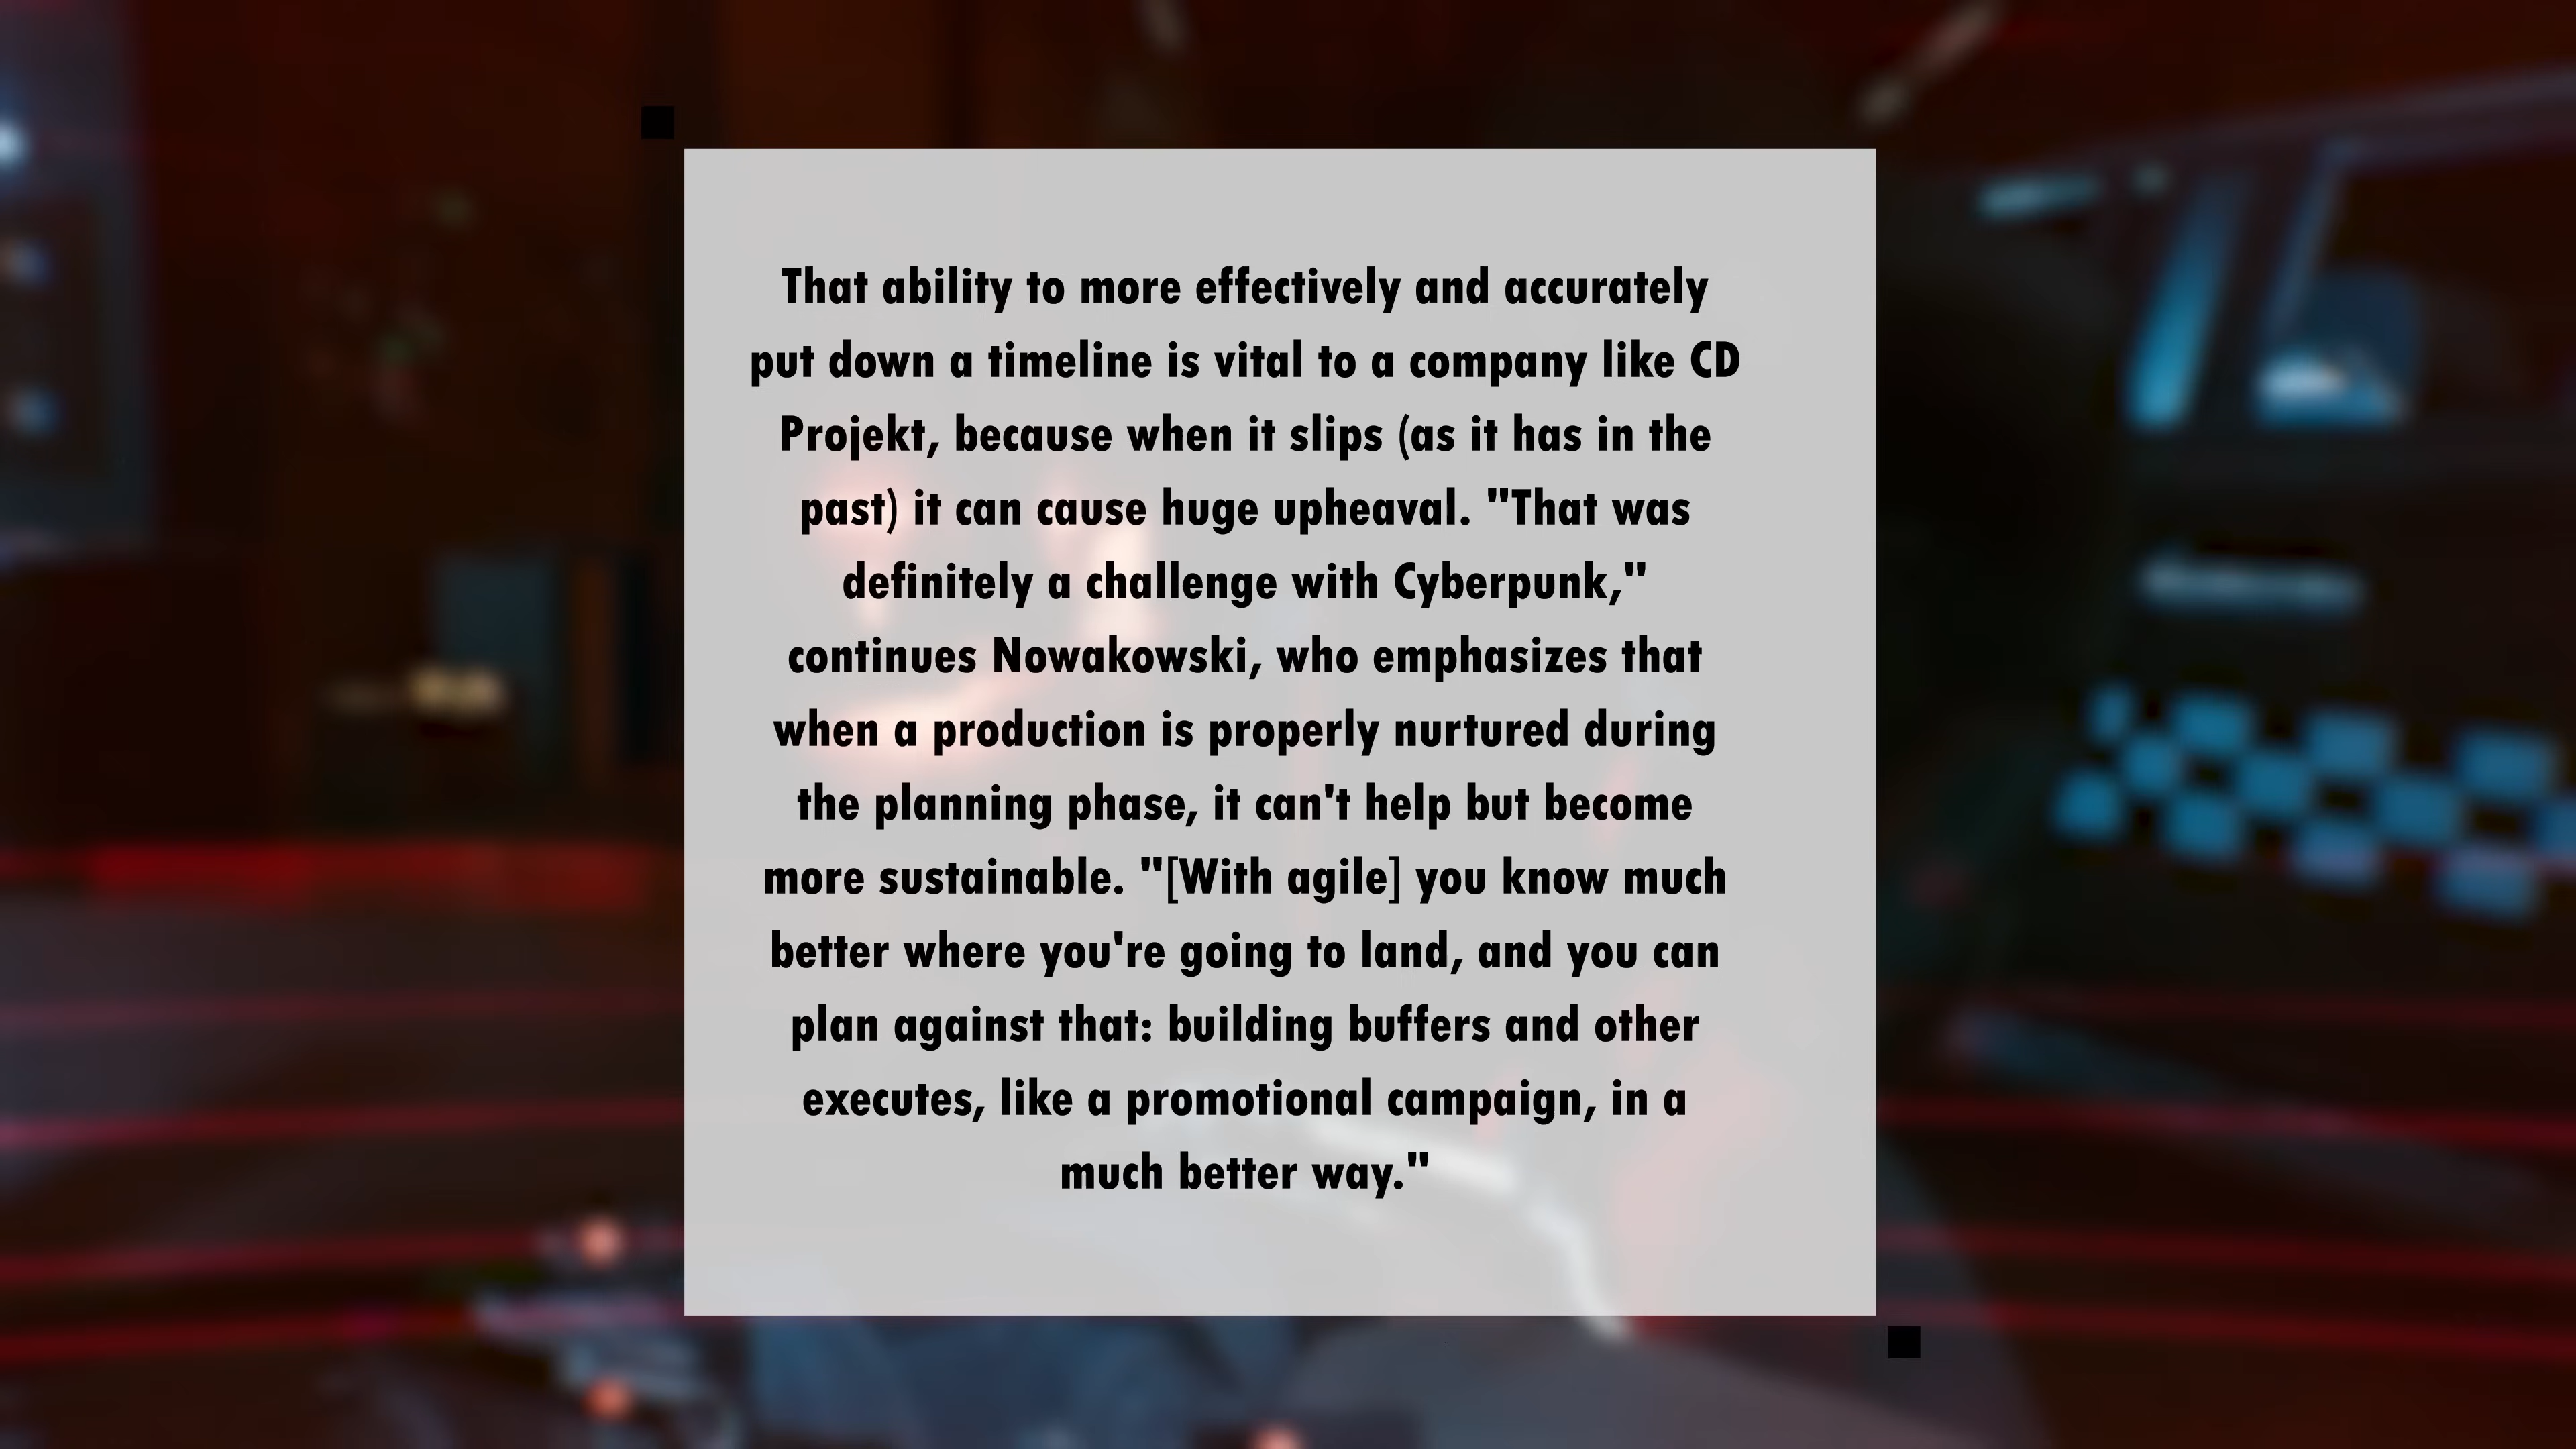 That ability to more effectively and accurately
put down a timeline is vital to a company like CD
Projekt, because when it slips (as it has in the
past) it can cause huge upheaval. "That was
definitely a challenge with Cyberpunk,"
continues Nowakowski, who emphasizes that
when a production is properly nurtured during
the planning phase, it can't help but become
more sustainable. "[With agile] you know much
better where you're going to land, and you can
plan against that: building buffers and other
executes, like a promotional campaign, in a
much better way."